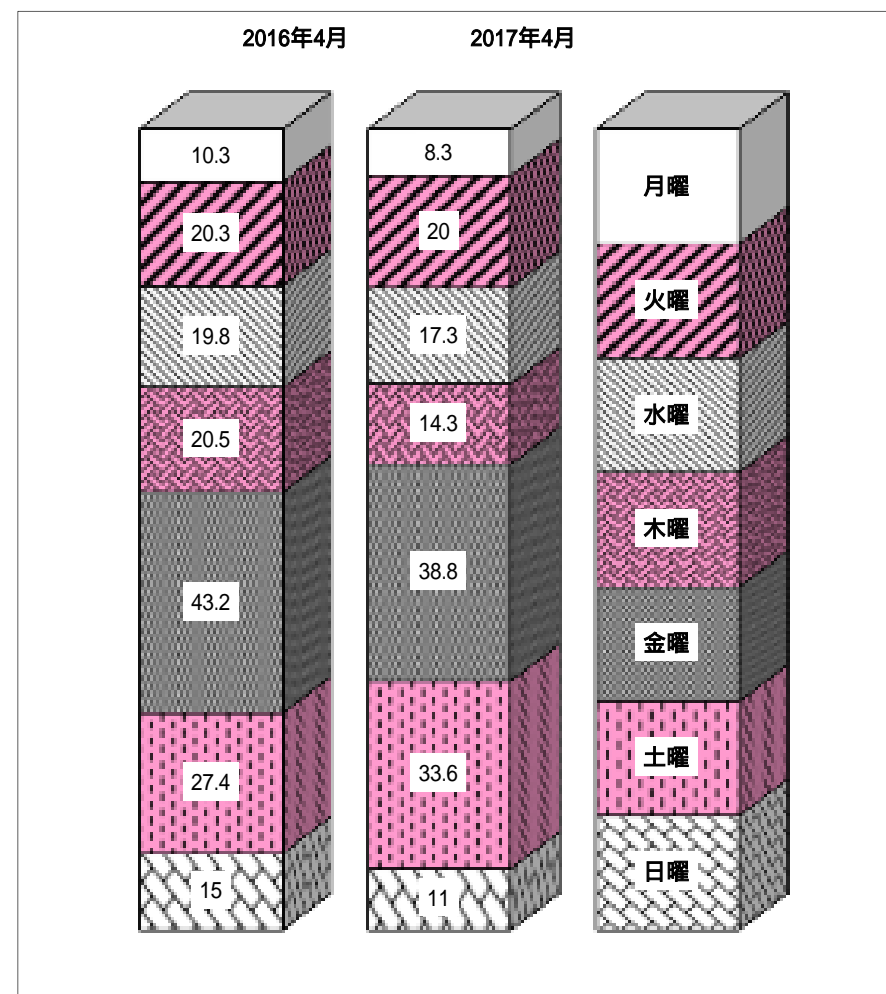 2016年4月 2017年4月
10.3 8.3 月曜
20.3 20 火曜
19.8 17.3 水曜
20.5 14.3 木曜
43.2 38.8 金曜
27.4 33.6 土曜
15 11 日曜